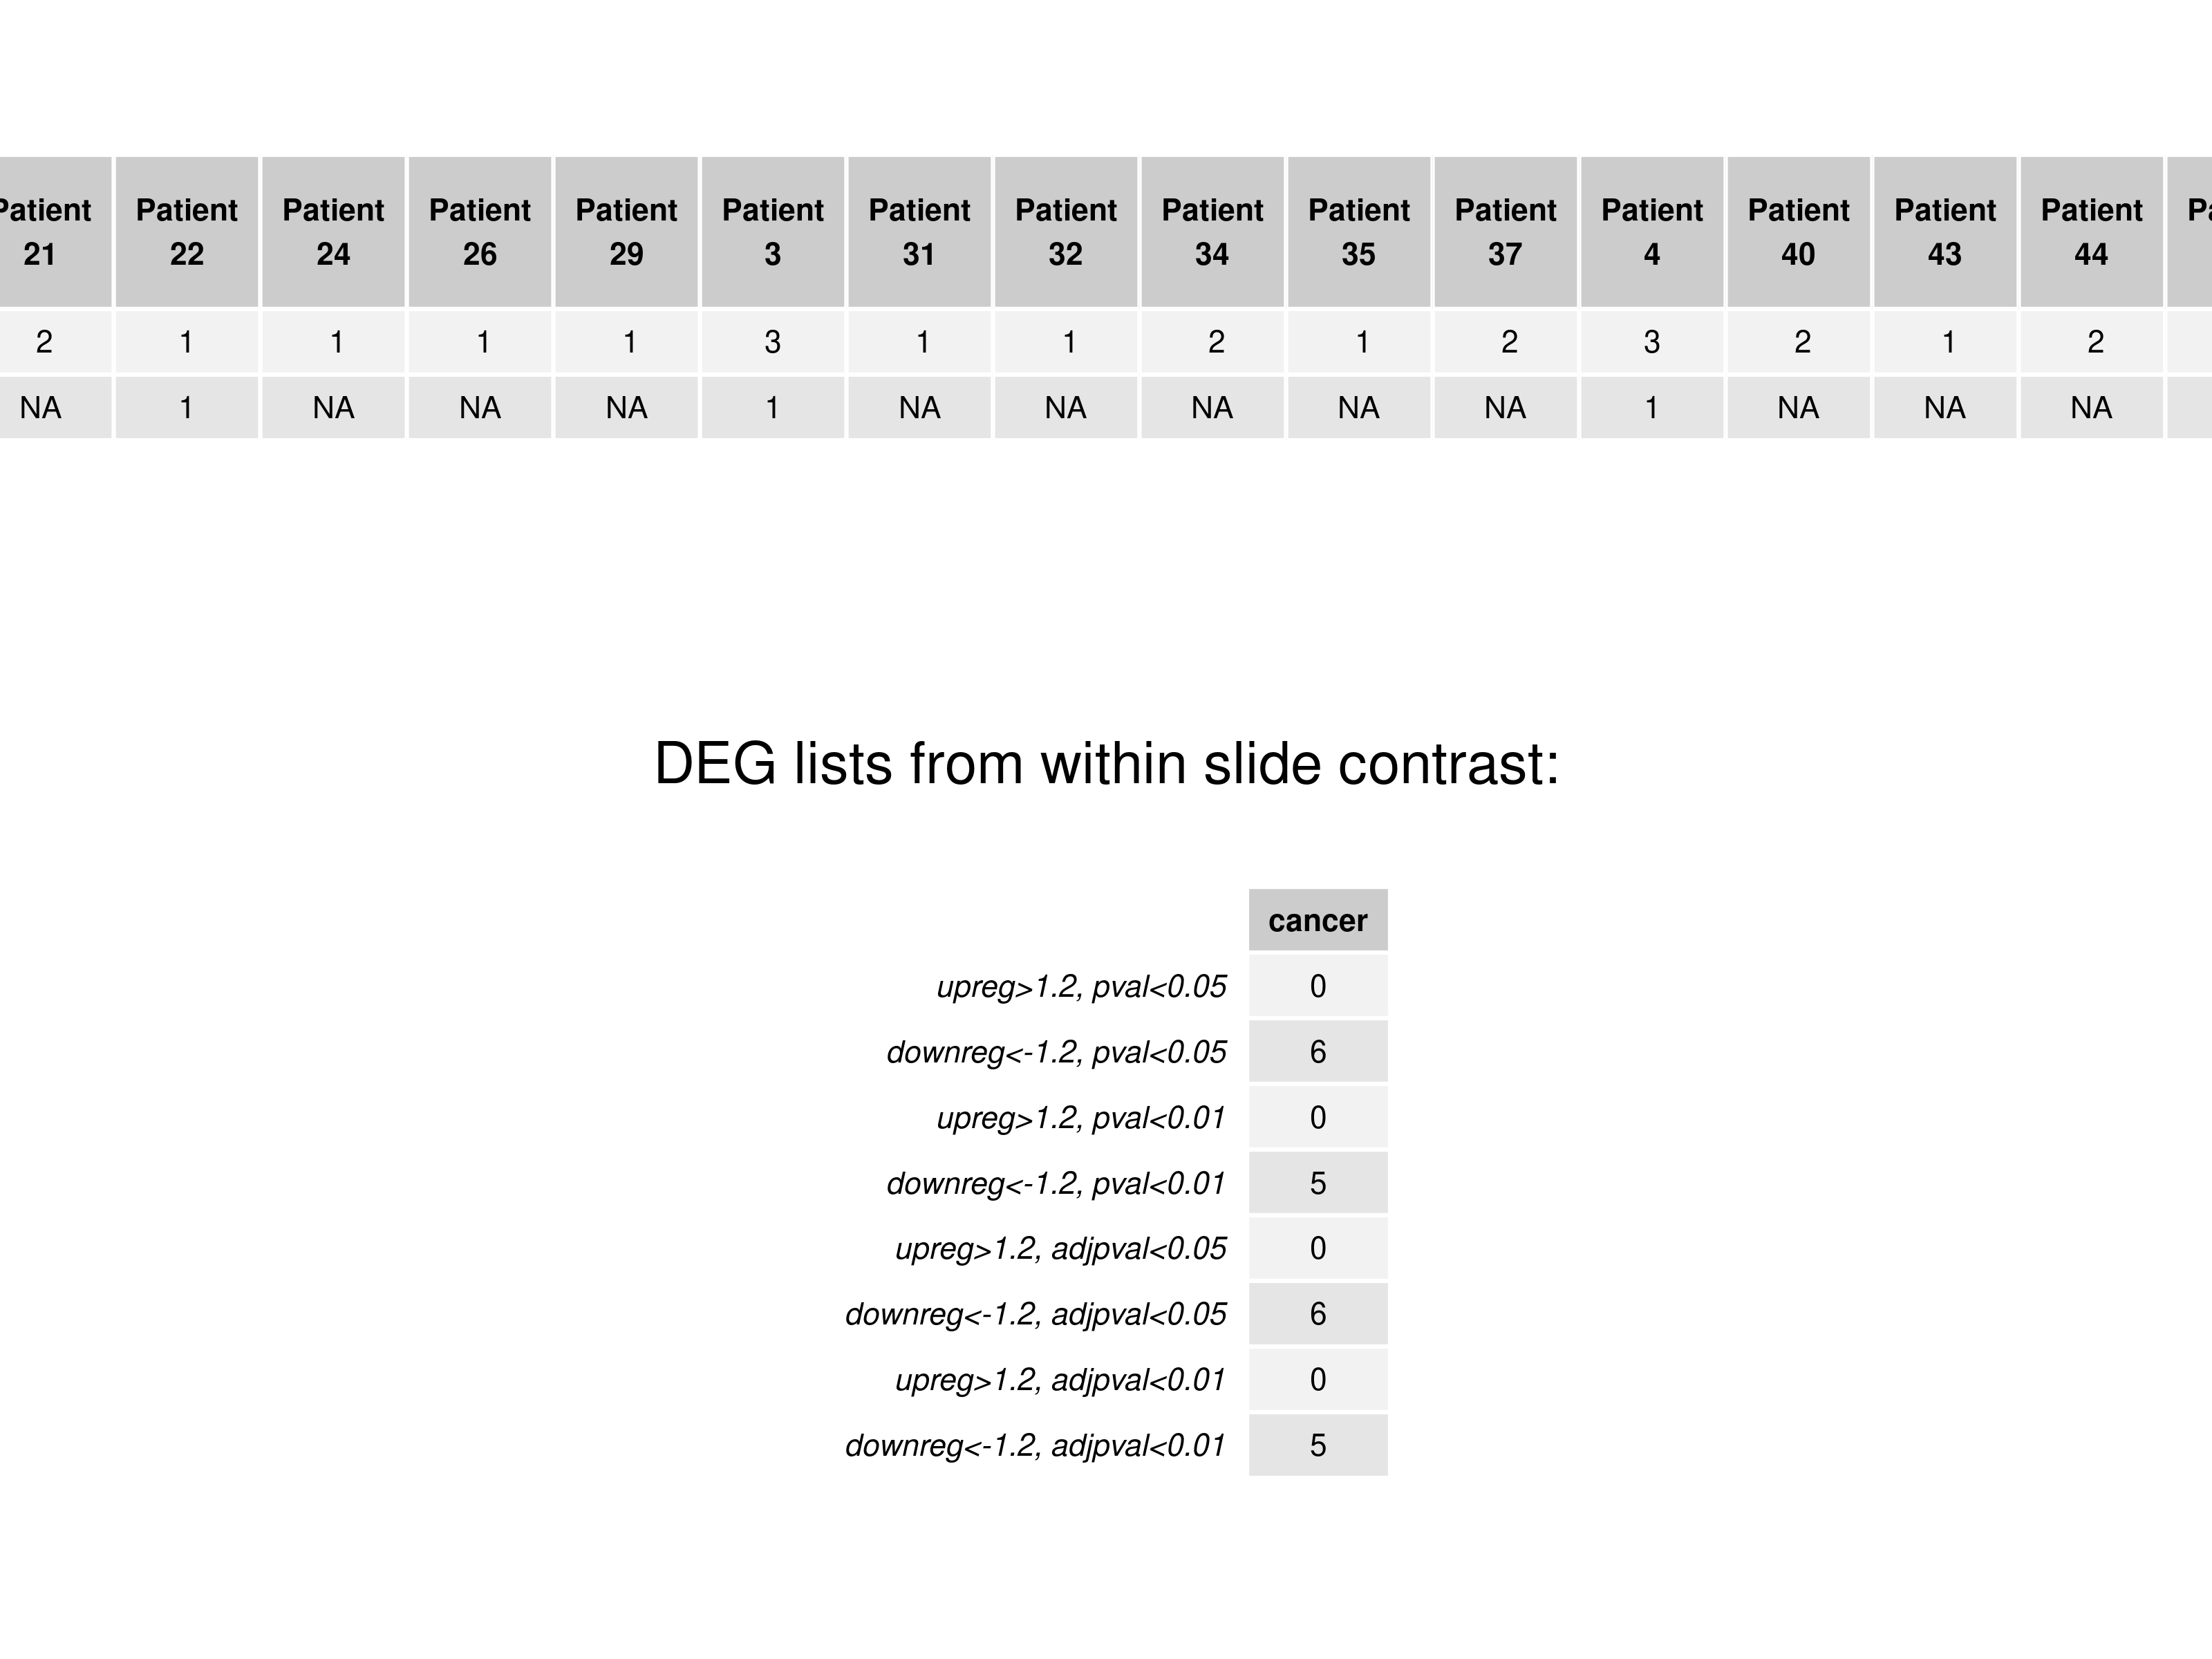 Patient Patient Patient Patient Patient Patient Patient Patient Patient Patient Patient Patient Patient Patient
21 22 24 26 29 3 31 32 34 35 37 4 40 43 44
2 1 1 1 1 3 1 1 2 1 2 3 2 1 2
NA 1 NA NA NA 1 NA NA NA NA NA 1 NA NA NA
DEG lists from within slide contrast:
cancer
upreg>1.2, pval<0.05 0
downreg<-1.2, pval<0.05 6
upreg>1.2, pval<0.01 0
downreg<-1.2, pval<0.01 5
upreg>1.2, adjpval<0.05 0
downreg<-1.2, adjpval<0.05 6
upreg>1.2, adjpval<0.01 0
downreg<-1.2, adjpval<0.01 5